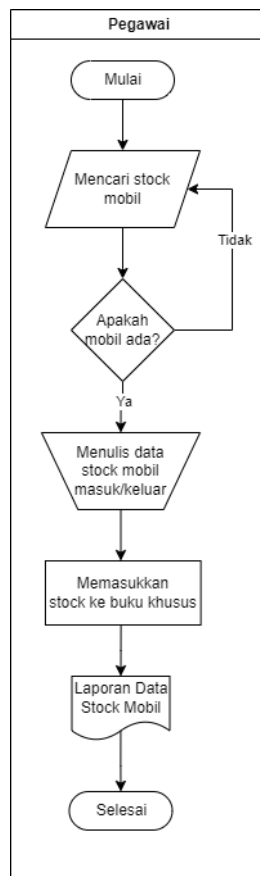 Pegawai
Mulai
Mencari stock
mobil
Tidak
Apakah
mobil ada?
Ya
Menulis data
stock mobil
masuk/keluar
Memasukkan
stock ke buku khusus
Laporan Data
Stock Mobil
Selesai